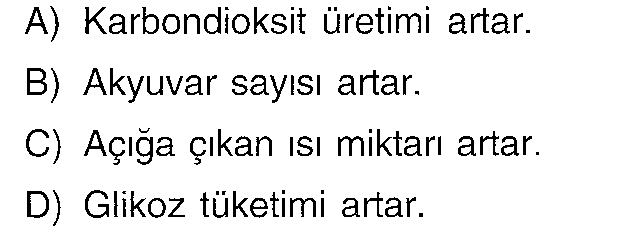 A) Karbondioksit üretimi artar.
B) Akyuvar sayısı artar.
C) Açığa çıkan ısı miktarı artar.
D) Glikoz tüketimi artar.